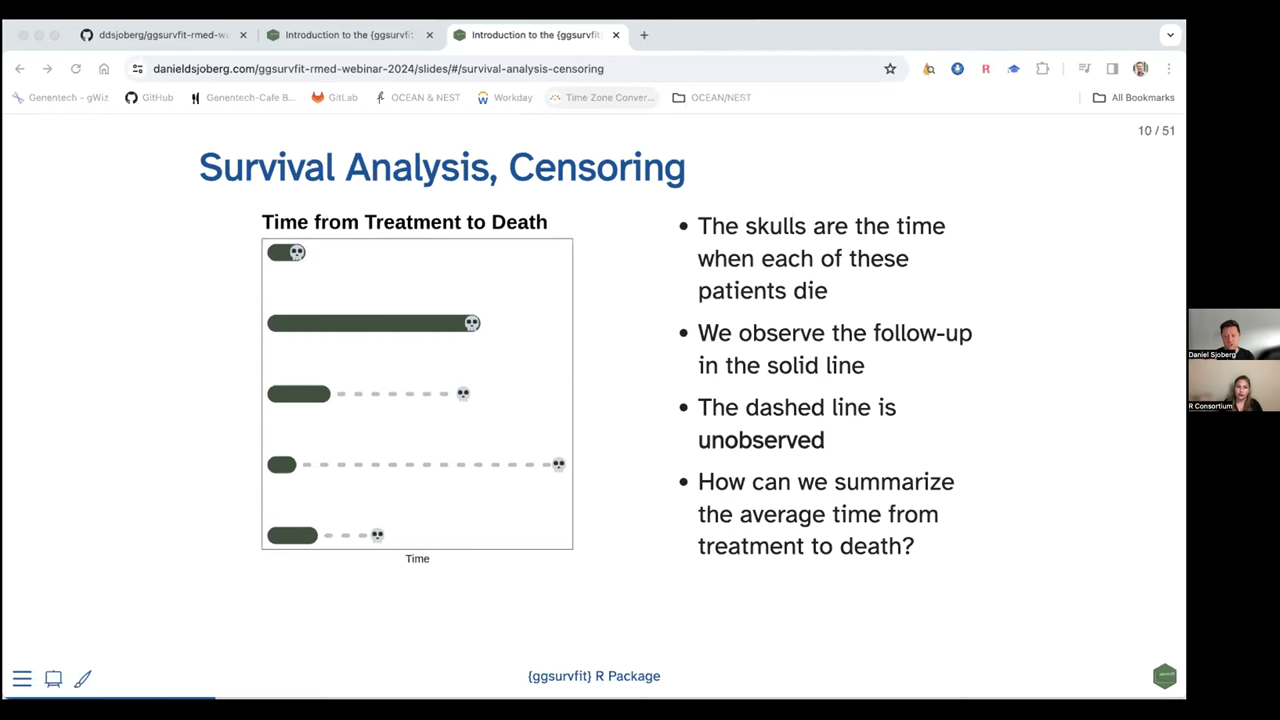 ddsjoberg/ggsurvfit-rmed-we
Introduction to the {ggsurvfit
Introduction to the {ggsurvfit
danieldsjoberg.com/ggsurvfit-rmed-webinar-2024/slides/#/survival-analysis-censoring
Genentech - gWiz
GitHub
Genentech-Cafe B...
GitLab
OCEAN & NEST
Workday
Time Zone Conver...
OCEAN/NEST
All Bookmarks
10 / 51
Survival Analysis, Censoring
Time from Treatment to Death
Time
• The skulls are the time
when each of these
patients die
• We observe the follow-up
in the solid line
• The dashed line is
unobserved
• How can we summarize
the average time from
treatment to death?
{ggsurvfit} R Package
Daniel Sjoberg
R Consortium